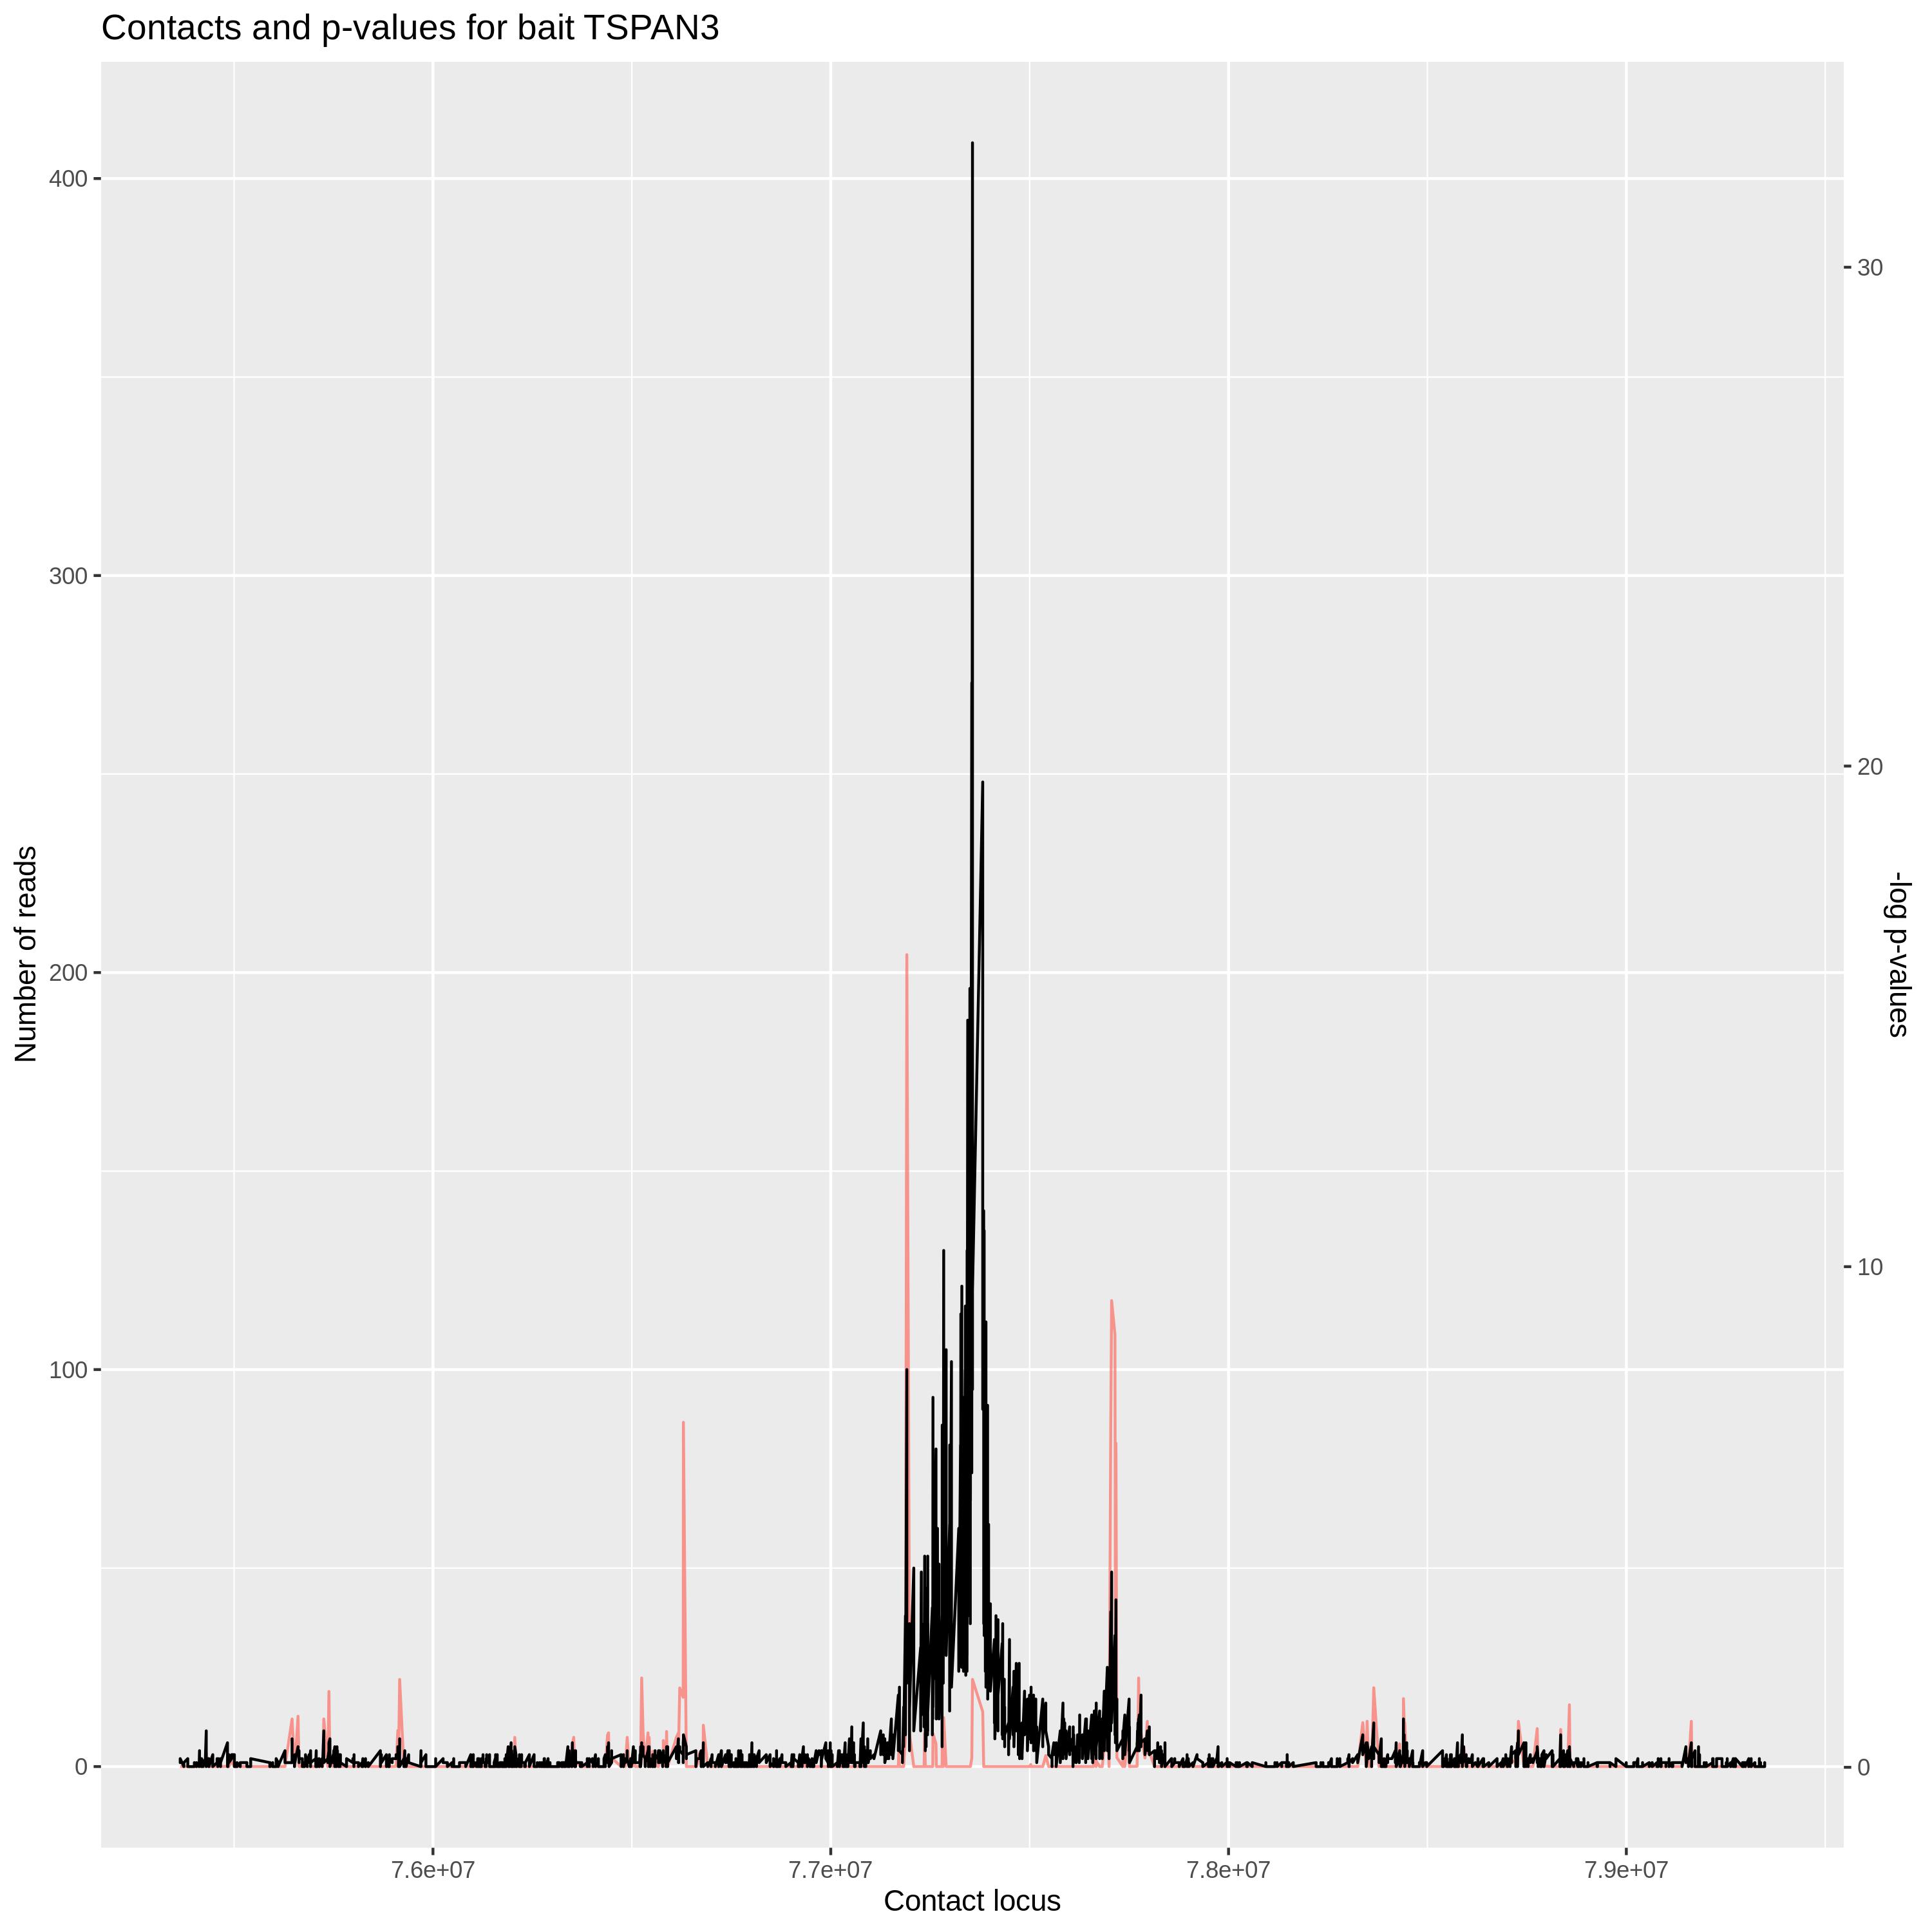 Contacts and p-values for bait TSPAN3
400
300
200
100
0
Number of reads
30
20
10
0
-log p-values
7.6e+07
7.7e+07
7.8e+07
7.9e+07
Contact locus